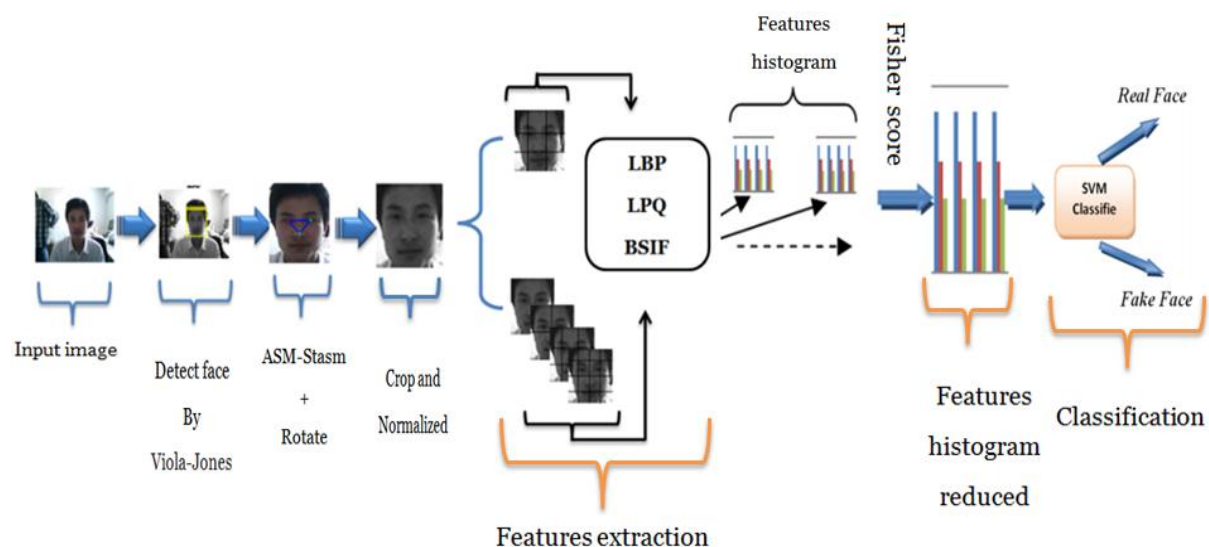 Input image
Detect face
By
Viola-Jones
ASM-Stasm
+
Rotate
Crop and
Normalized
LBP
LPQ
BSIF
Features extraction
Features
histogram
Fisher score
Features
histogram
reduced
SVM
Classifie
Real Face
Fake Face
Classification